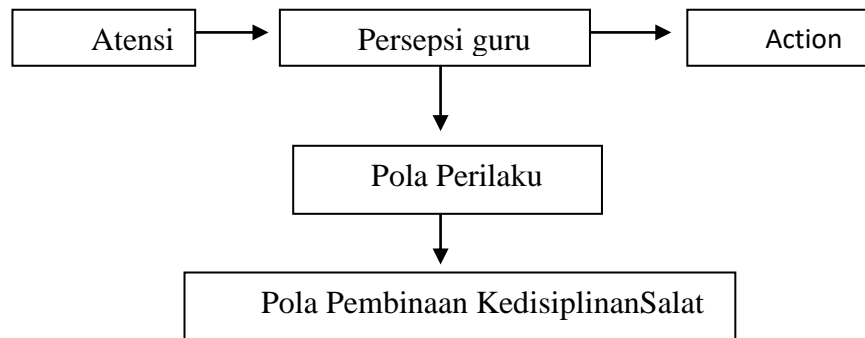 Atensi
Persepsi guru
Action
Pola Perilaku
Pola Pembinaan KedisiplinanSalat